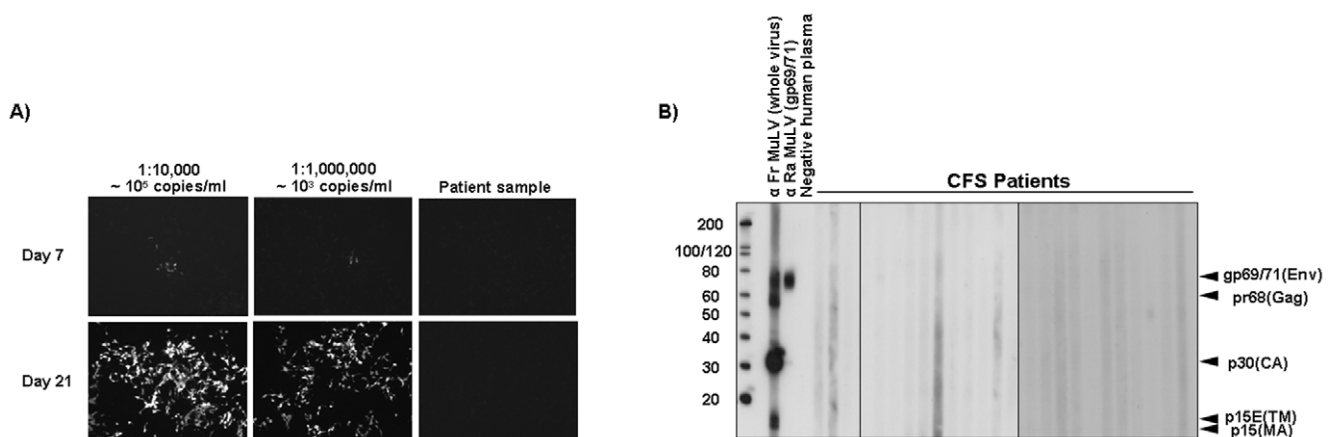 A)
1:10,000
~ 10⁵ copies/ml
1:1,000,000
~ 10³ copies/ml
Patient sample
Day 7
Day 21
B)
α Fr MuLV (whole virus)
α Ra MuLV (gp69/71)
Negative human plasma
CFS Patients
200
100/120
80
60
50
40
30
20
gp69/71(Env)
pr68(Gag)
p30(CA)
p15E(TM)
p15(MA)